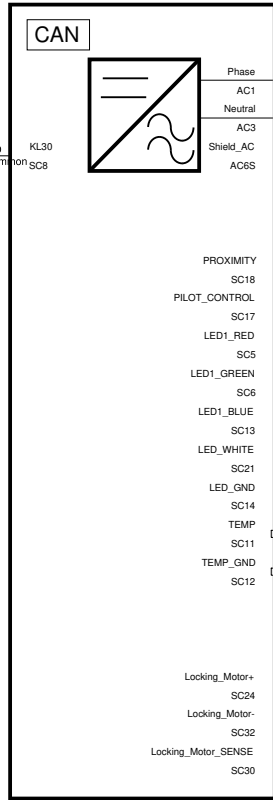 CAN
Phase
AC1
Neutral
AC3
KL30
Shield_AC
SC8
AC6S
PROXIMITY
SC18
PILOT_CONTROL
SC17
LED1_RED
SC5
LED1_GREEN
SC6
LED1_BLUE
SC13
LED_WHITE
SC21
LED_GND
SC14
TEMP
SC11
TEMP_GND
SC12
Locking_Motor+
SC24
Locking_Motor-
SC32
Locking_Motor_SENSE
SC30